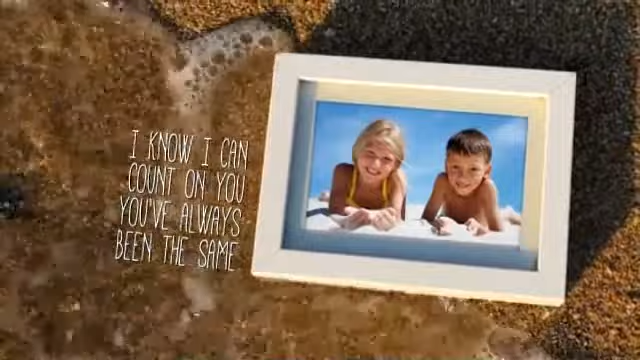 I KNOW I CAN
COUNT ON YOU
YOU'VE ALWAYS
BEEN THE SAME